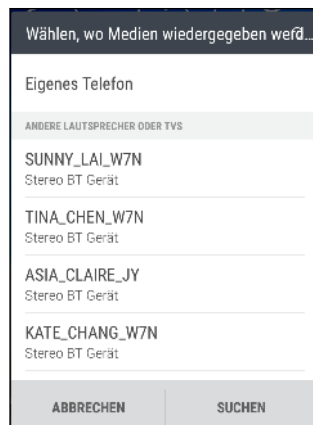 Wählen, wo Medien wiedergegeben werd...
Eigenes Telefon
ANDERE LAUTSPRECHER ODER TVS
SUNNY_LAI_W7N
Stereo BT Gerät
TINA_CHEN_W7N
Stereo BT Gerät
ASIA_CLAIRE_JY
Stereo BT Gerät
KATE_CHANG_W7N
Stereo BT Gerät
ABBRECHEN
SUCHEN